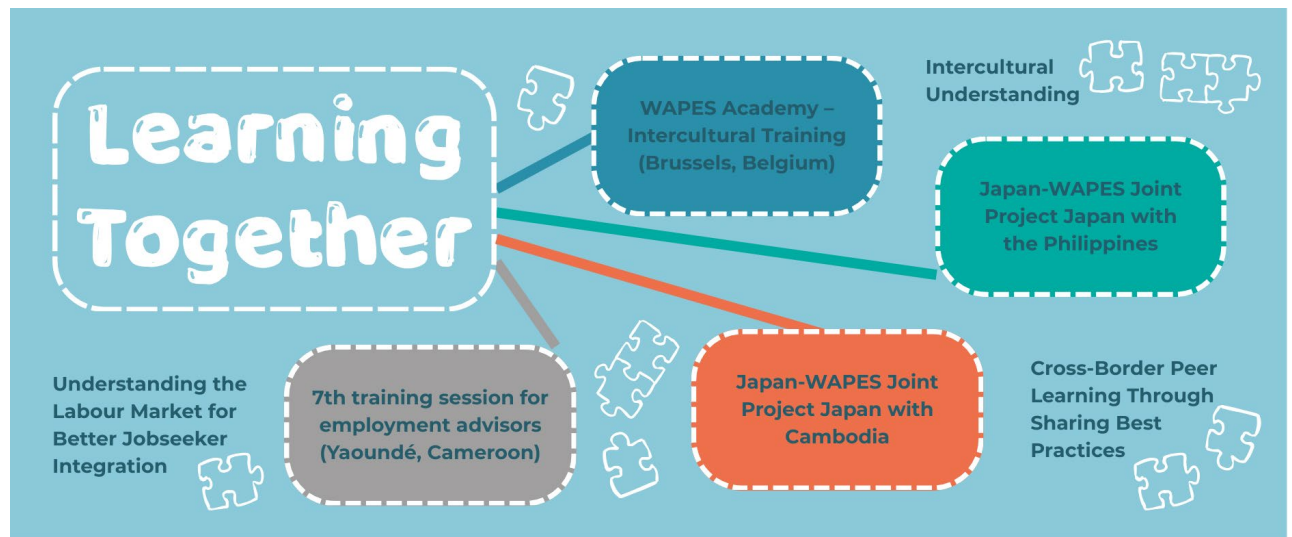 Learning
Together
WAPES Academy –
Intercultural Training
(Brussels, Belgium)
Intercultural
Understanding
Japan-WAPES Joint
Project Japan with
the Philippines
Understanding the
Labour Market for
Better Jobseeker
Integration
7th training session for
employment advisors
(Yaoundé, Cameroon)
Japan-WAPES Joint
Project Japan with
Cambodia
Cross-Border Peer
Learning Through
Sharing Best
Practices